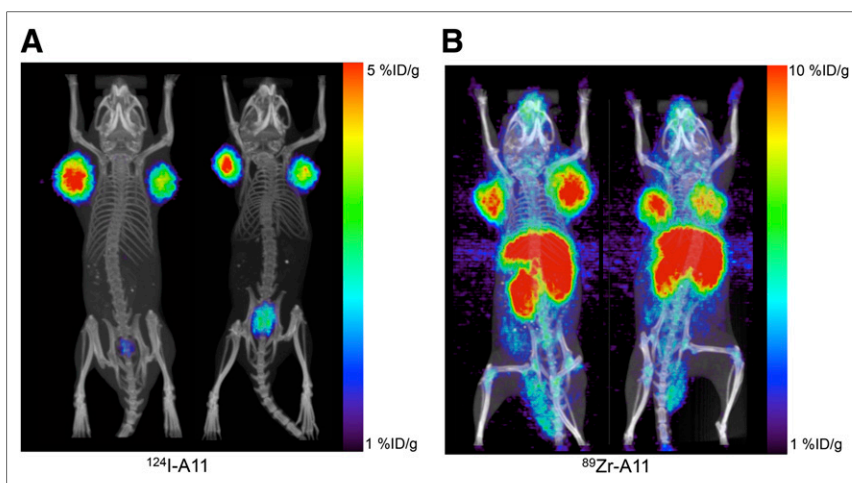 A
B
5 %ID/g
10 %ID/g
1 %ID/g
1 %ID/g
¹²⁴I-A11
⁸⁹Zr-A11